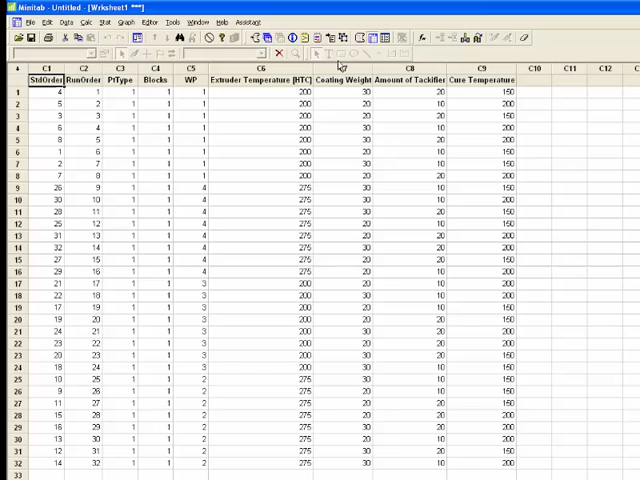 Minitab - Untitled - [Wrksheet1 ***]
File Edit Data Calc Stat Graph Editor Tools Window Help Assistant
C1 C2 C3 C4 C5 C6 C7 C8 C9 C10 C11 C12
StdOrder RunOrder PtType Blocks WP Extruder Temperature [HTC] Coating Weight Amount of Tackifier Cure Temperature
1 4 1 1 1 1 200 30 20 150
2 5 2 1 1 1 200 20 10 200
3 3 3 1 1 1 200 20 20 150
4 6 4 1 1 1 200 30 10 200
5 8 5 1 1 1 200 30 20 200
6 1 6 1 1 1 200 20 10 150
7 2 7 1 1 1 200 30 10 150
8 7 8 1 1 1 200 20 20 200
9 26 9 1 1 4 275 30 10 150
10 30 10 1 1 4 275 30 10 200
11 28 11 1 1 4 275 30 20 150
12 25 12 1 1 4 275 20 10 150
13 31 13 1 1 4 275 20 20 200
14 32 14 1 1 4 275 30 20 200
15 27 15 1 1 4 275 20 20 150
16 29 16 1 1 4 275 20 10 200
17 21 17 1 1 3 200 20 10 200
18 22 18 1 1 3 200 30 10 200
19 17 19 1 1 3 200 20 10 150
20 19 20 1 1 3 200 20 20 150
21 24 21 1 1 3 200 30 20 200
22 23 22 1 1 3 200 20 20 200
23 20 23 1 1 3 200 30 20 150
24 18 24 1 1 3 200 30 10 150
25 10 25 1 1 2 275 30 10 150
26 9 26 1 1 2 275 20 10 150
27 11 27 1 1 2 275 20 20 150
28 15 28 1 1 2 275 20 20 200
29 16 29 1 1 2 275 30 20 200
30 13 30 1 1 2 275 20 10 200
31 12 31 1 1 2 275 30 20 150
32 14 32 1 1 2 275 30 10 200
33